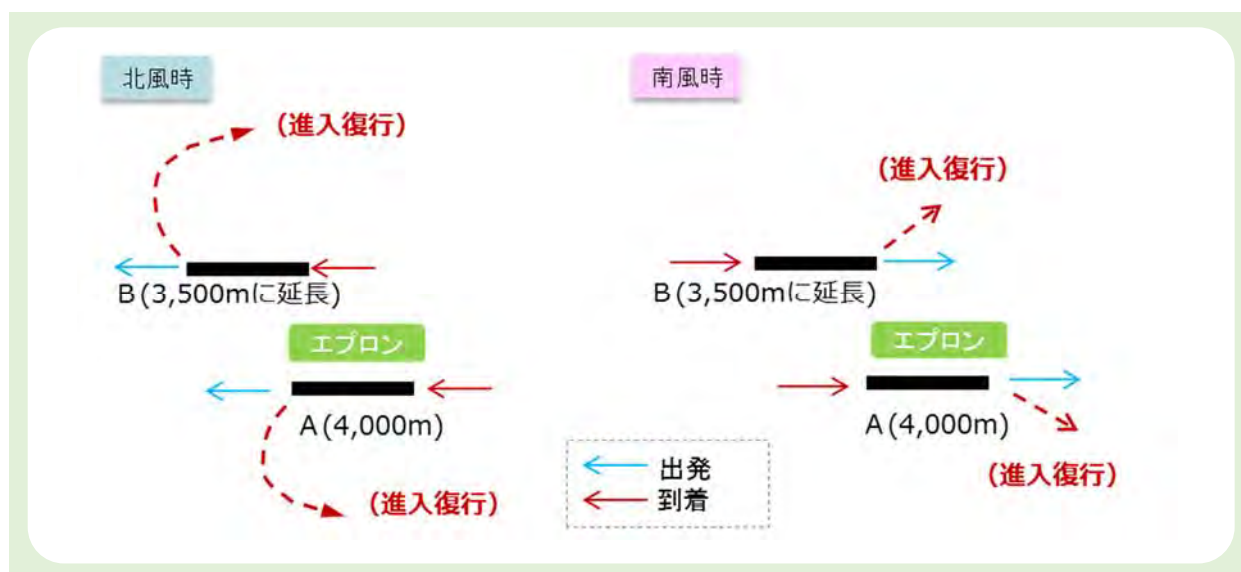 北風時
(進入復行)
B(3,500mに延長)
エプロン
A(4,000m)
(進入復行)
南風時
(進入復行)
B(3,500mに延長)
エプロン
A(4,000m)
(進入復行)
出発
到着